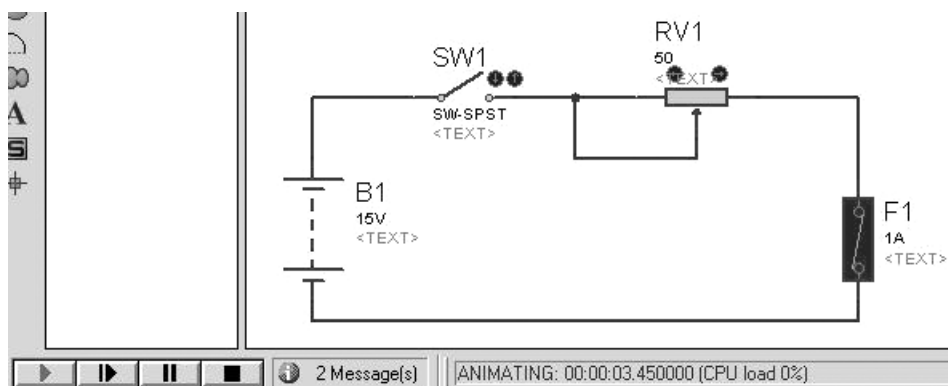 RV1
50
<TEXT>
SW1
SW-SPST
<TEXT>
A
S
B1
15V
<TEXT>
F1
1A
<TEXT>
2 Message(s)
ANIMATING: 00:00:03.450000 (CPU load 0%)